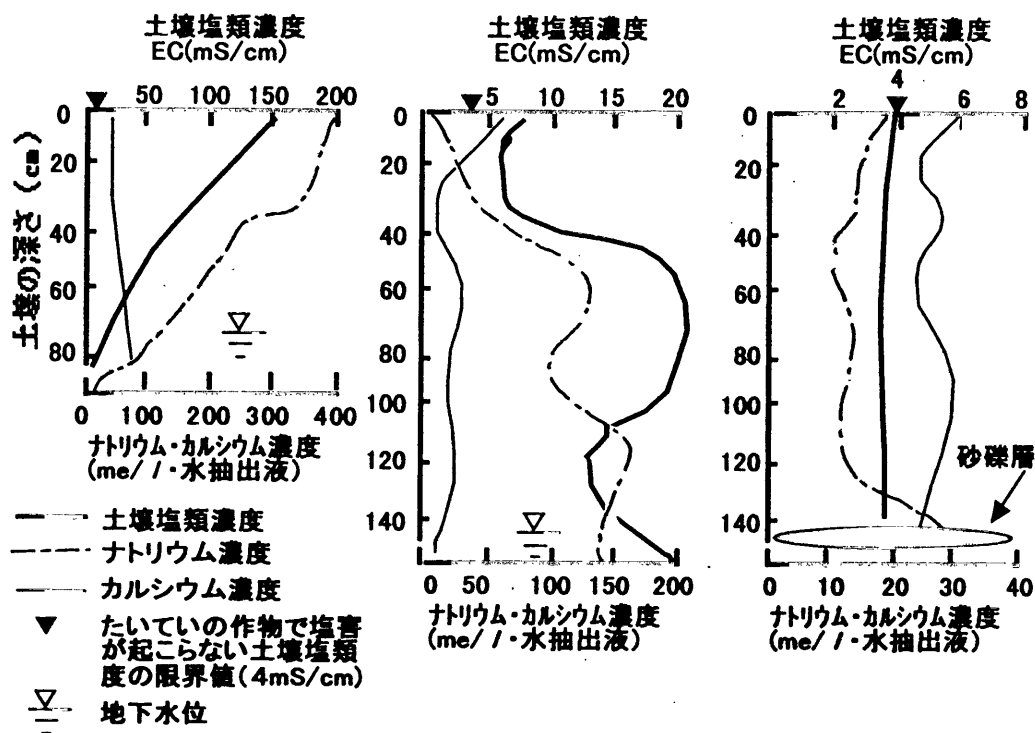 土壌塩類濃度
EC(mS/cm)
50 100 150 200
0
20
40
60
80
土壌の深さ(cm)
0 100 200 300 400
ナトリウム・カルシウム濃度
(me/l・水抽出液)
土壌塩類濃度
EC(mS/cm)
5 10 15 20
0
20
40
60
80
100
120
140
0 50 100 150 200
ナトリウム・カルシウム濃度
(me/l・水抽出液)
土壌塩類濃度
EC(mS/cm)
2 4 6 8
0
20
40
60
80
100
120
140
砂礫層
0 10 20 30 40
ナトリウム・カルシウム濃度
(me/l・水抽出液)
土壌塩類濃度
ナトリウム濃度
カルシウム濃度
たいていの作物で塩害
が起こらない土壌塩類
度の限界値(4mS/cm)
地下水位